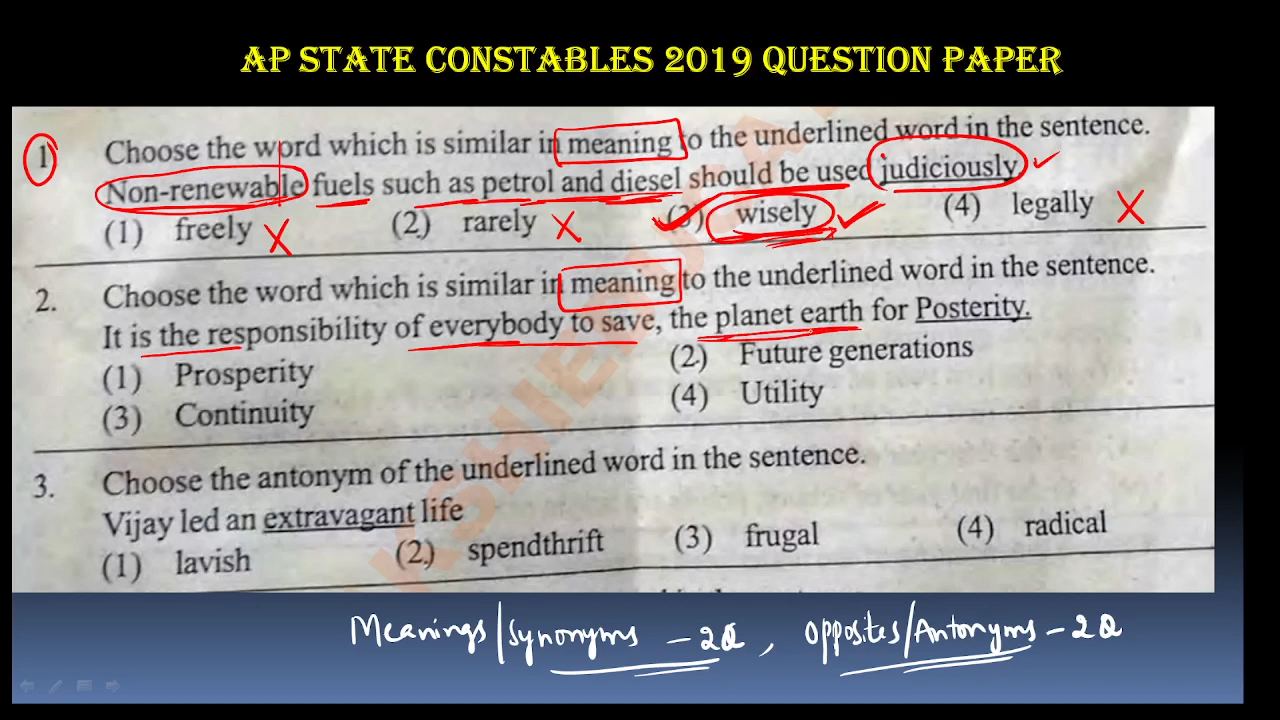 AP STATE CONSTABLES 2019 QUESTION PAPER
1 Choose the word which is similar in meaning to the underlined word in the sentence.
Non-renewable fuels such as petrol and diesel should be used judiciously.
(1) freely (2) rarely (3) wisely (4) legally
2. Choose the word which is similar in meaning to the underlined word in the sentence.
It is the responsibility of everybody to save, the planet earth for Posterity.
(1) Prosperity (2) Future generations
(3) Continuity (4) Utility
3. Choose the antonym of the underlined word in the sentence.
Vijay led an extravagant life
(1) lavish (2) spendthrift (3) frugal (4) radical
Meanings/Synonyms - 2Q, Opposites/Antonyms - 2Q